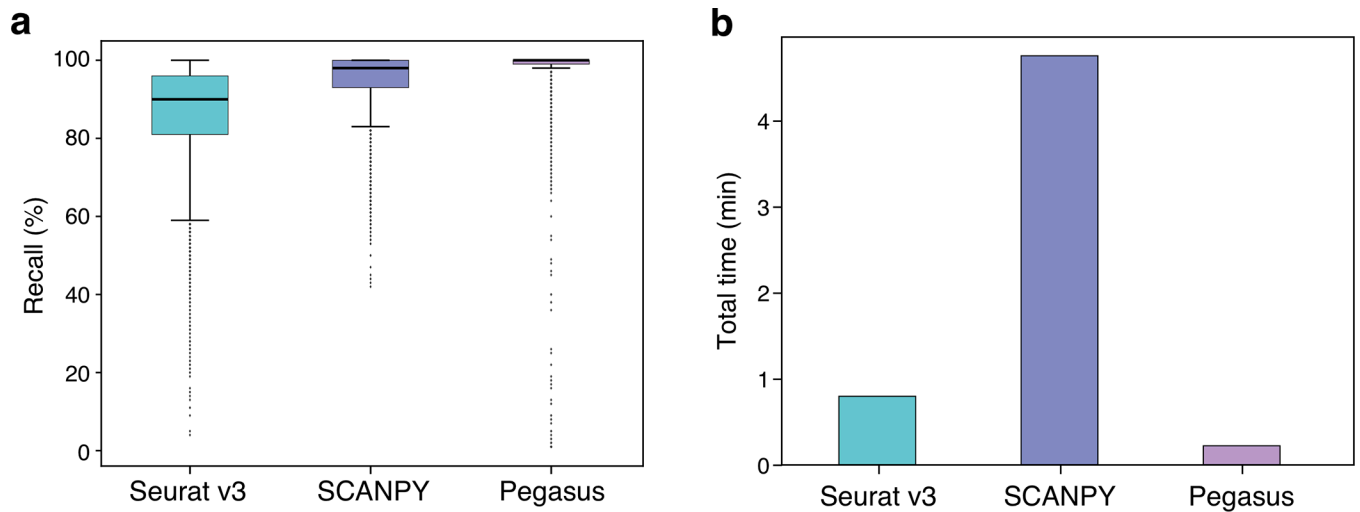 a
Recall (%)
100
80
60
40
20
0
Seurat v3 SCANPY Pegasus
b
Total time (min)
4
3
2
1
0
Seurat v3 SCANPY Pegasus